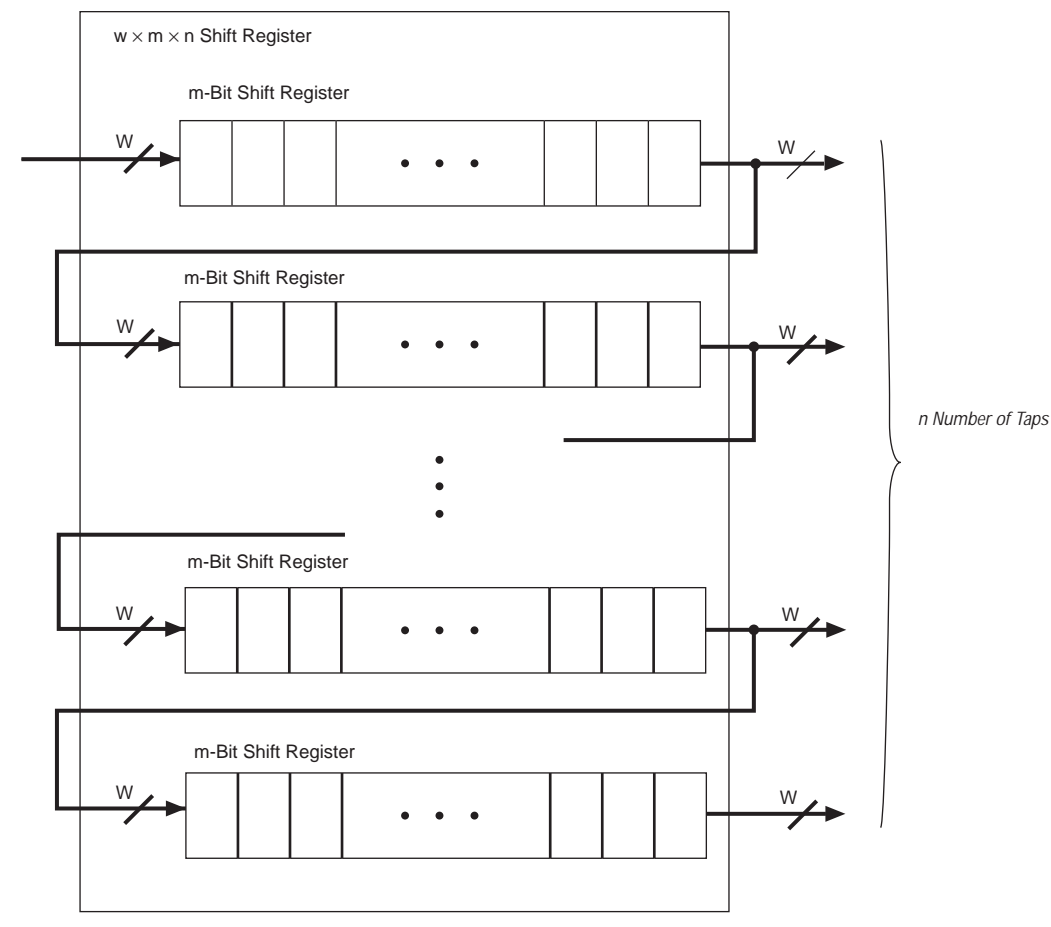 w × m × n Shift Register
m-Bit Shift Register
W
W
m-Bit Shift Register
W
W
n Number of Taps
m-Bit Shift Register
W
W
m-Bit Shift Register
W
W